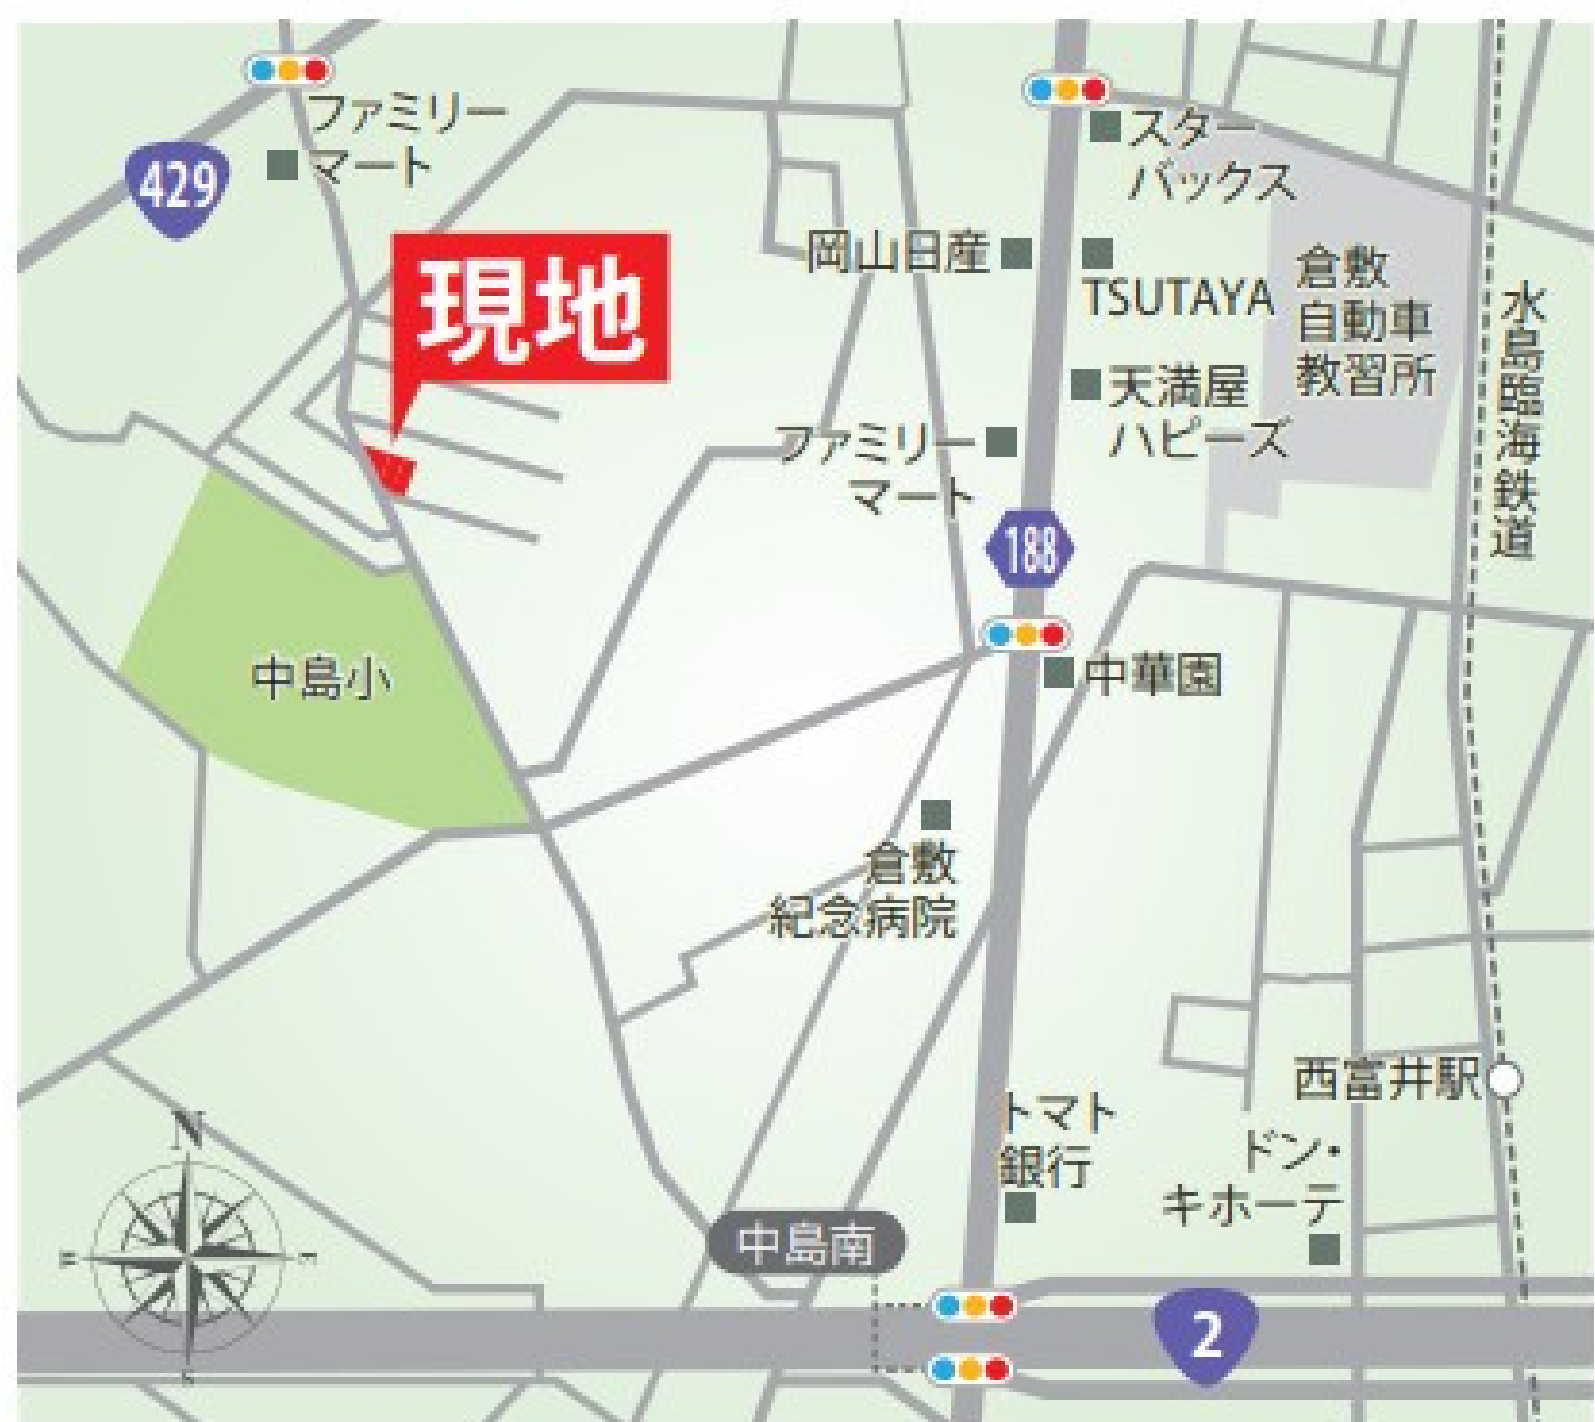 ファミリー
マート
429
現地
スター
バックス
岡山日産
TSUTAYA
倉敷
自動車
教習所
水島臨海鉄道
天満屋
ハピーズ
ファミリー
マート
188
中島小
中華園
倉敷
紀念病院
西富井駅
トマト
銀行
ドン・
キホーテ
N
E
S
中島南
2